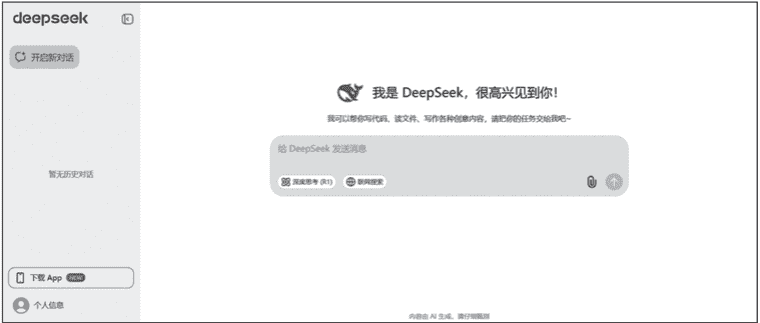 deepseek
开启新对话
暂无历史对话
下载 App NEW
个人信息
我是 DeepSeek，很高兴见到你！
我可以帮你写代码、读文件、写作各种创意内容，请把你的任务交给我吧~
给 DeepSeek 发送消息
深度思考 (R1)
联网搜索
内容由 AI 生成，请仔细甄别